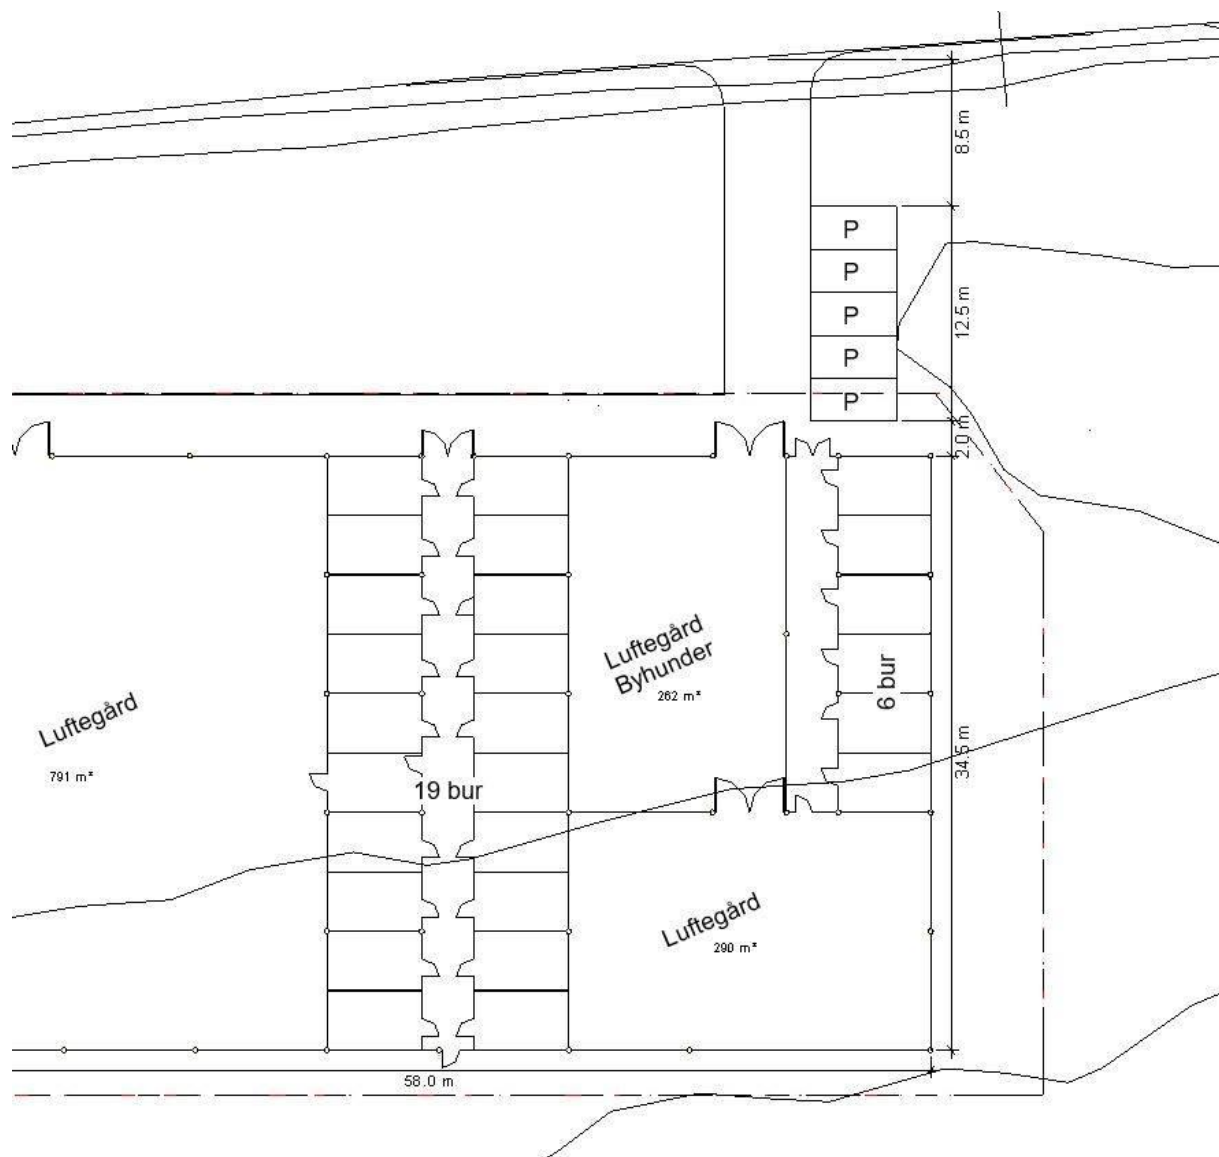 8.5 m
P
P
P
P
P
12.5 m
2.0 m
Luftegård
Byhunder
262 m²
6 bur
Luftegård
791 m²
19 bur
34.5 m
Luftegård
290 m²
58.0 m